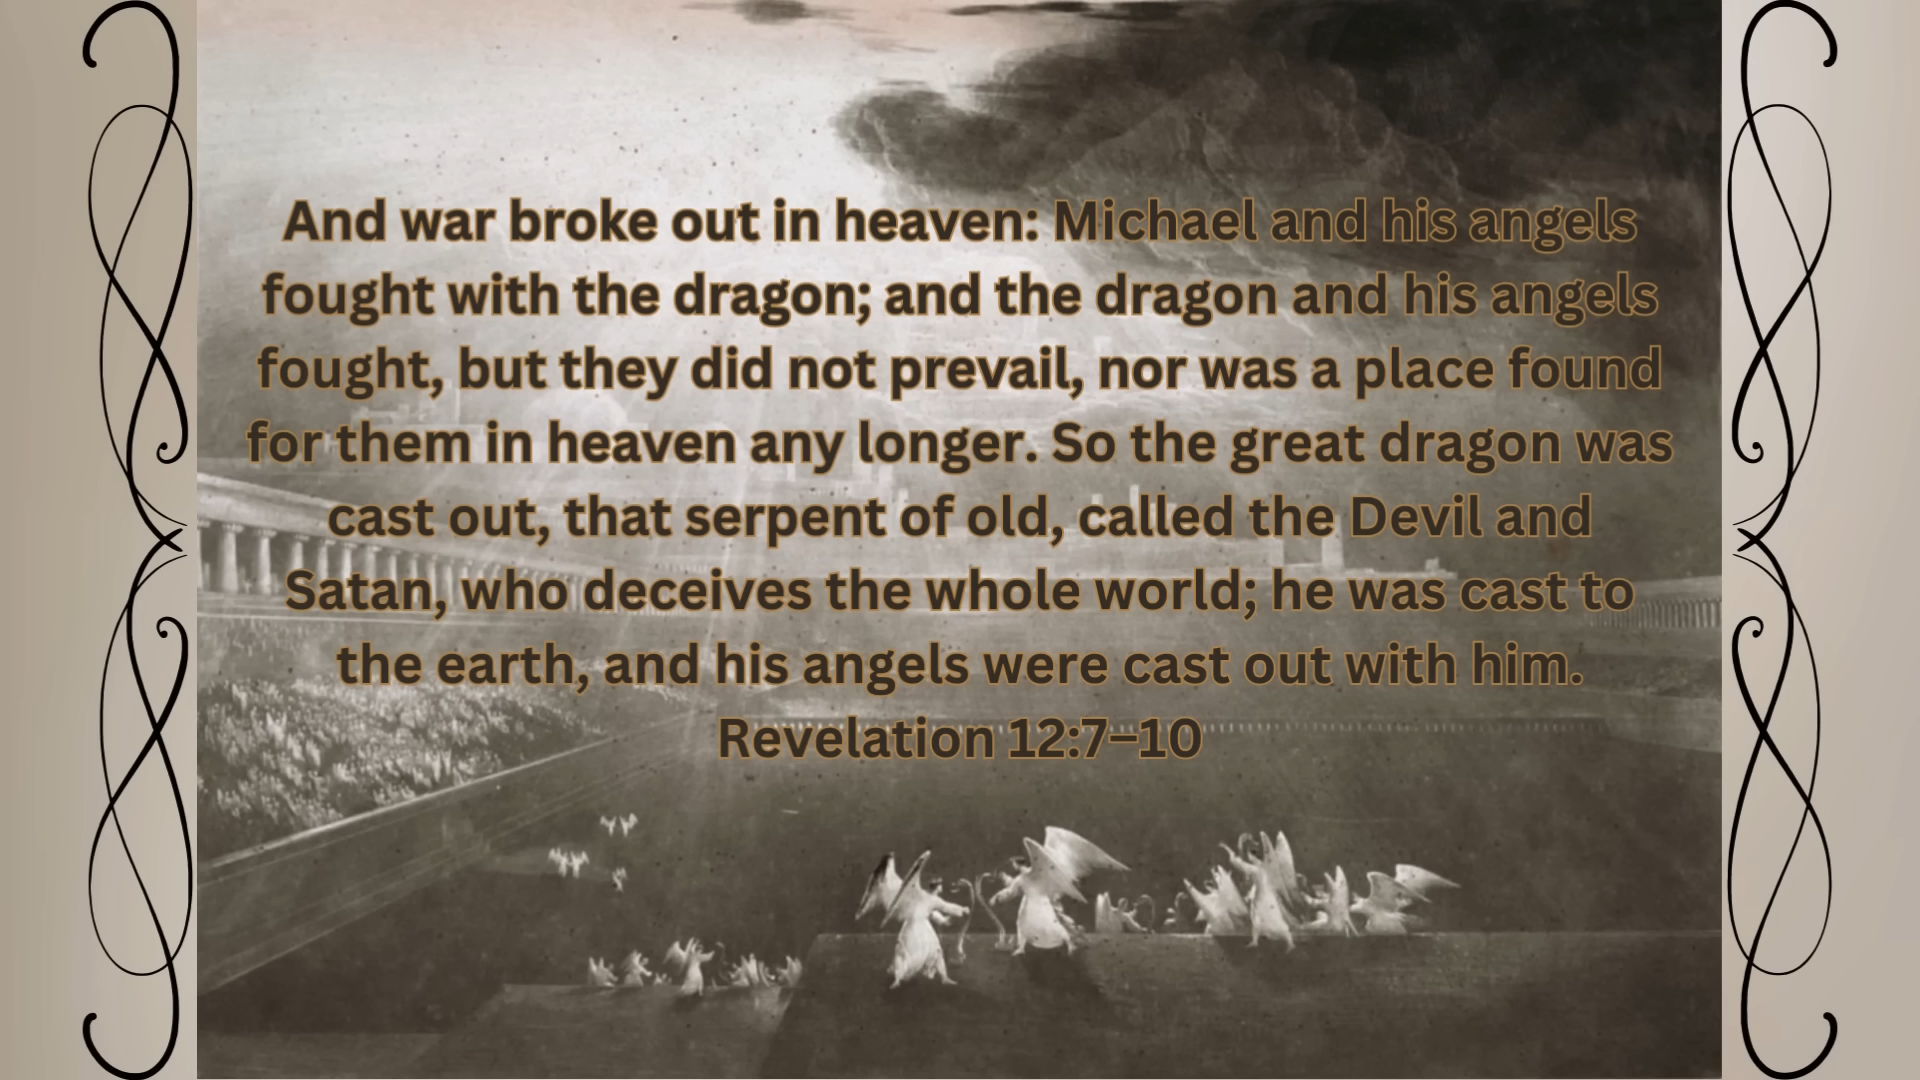 And war broke out in heaven: Michael and his angels
fought with the dragon; and the dragon and his angels
fought, but they did not prevail, nor was a place found
for them in heaven any longer. So the great dragon was
cast out, that serpent of old, called the Devil and
Satan, who deceives the whole world; he was cast to
the earth, and his angels were cast out with him.
Revelation 12:7–10